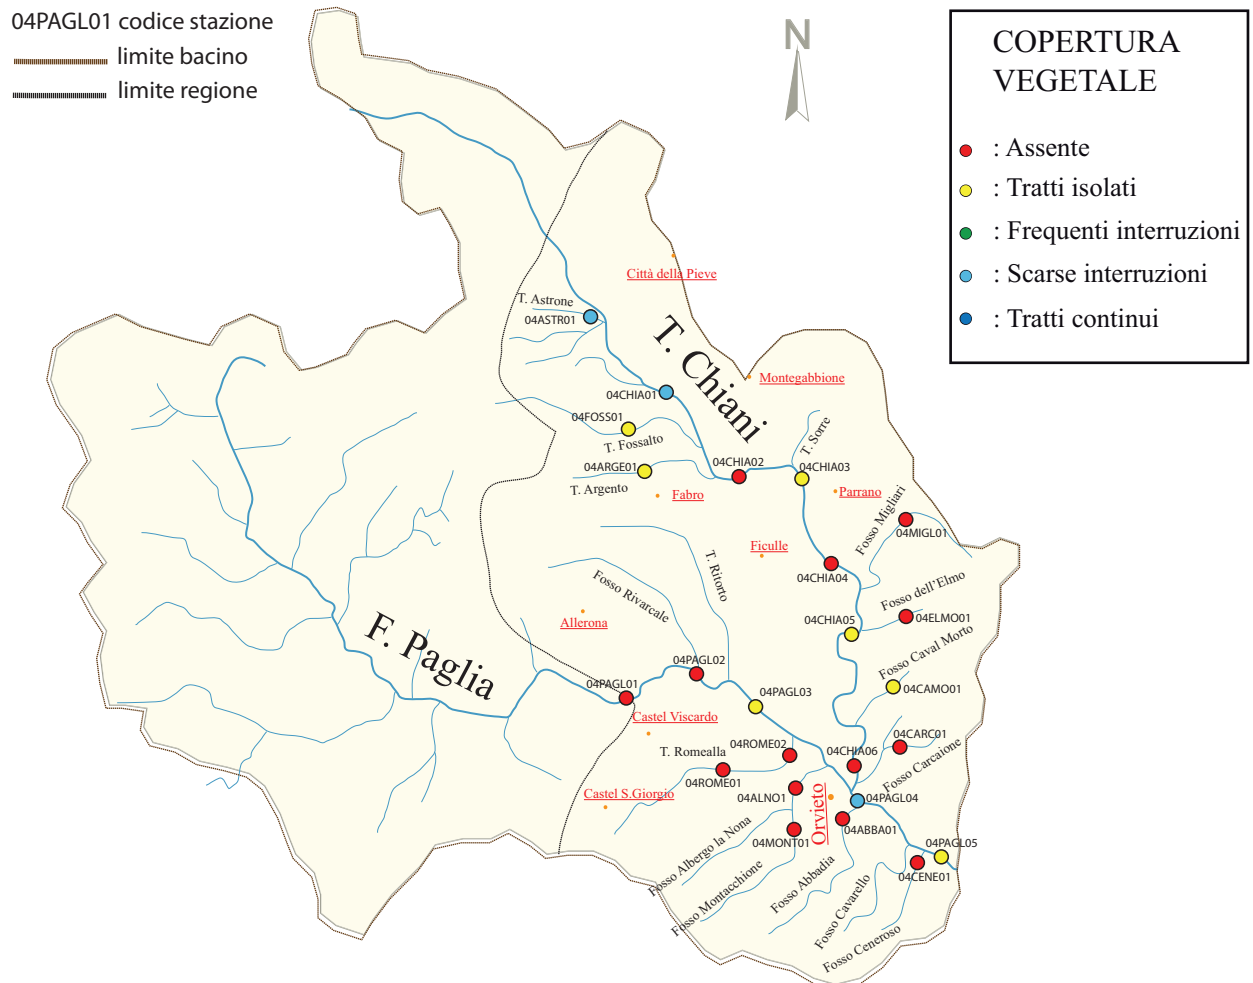 04PAGL01 codice stazione
limite bacino
limite regione
N
COPERTURA
VEGETALE
: Assente
: Tratti isolati
: Frequenti interruzioni
: Scarse interruzioni
: Tratti continui
Città della Pieve
T. Astrone
04ASTR01
T. Chiani
Montegabbione
04CHIA01
04FOSS01
T. Fossalto
T. Sorre
04ARGE01
04CHIA02
04CHIA03
T. Argento
Fabro
Parrano
Fosso Migliari
04MIGL01
Ficulle
T. Ritorto
04CHIA04
Fosso Rivarcale
Fosso dell'Elmo
Allerona
04CHIA05
04ELMO01
F. Paglia
Fosso Caval Morto
04PAGL02
04PAGL01
04PAGL03
04CAMO01
Castel Viscardo
04CARC01
T. Romealla
04ROME02
04CHIA06
Fosso Carcaione
04ROME01
Castel S.Giorgio
04ALNO1
04PAGL04
Orvieto
04ABBA01
04MONT01
04PAGL05
04CENE01
Fosso Albergo la Nona
Fosso Montacchione
Fosso Abbadia
Fosso Cavarello
Fosso Ceneroso